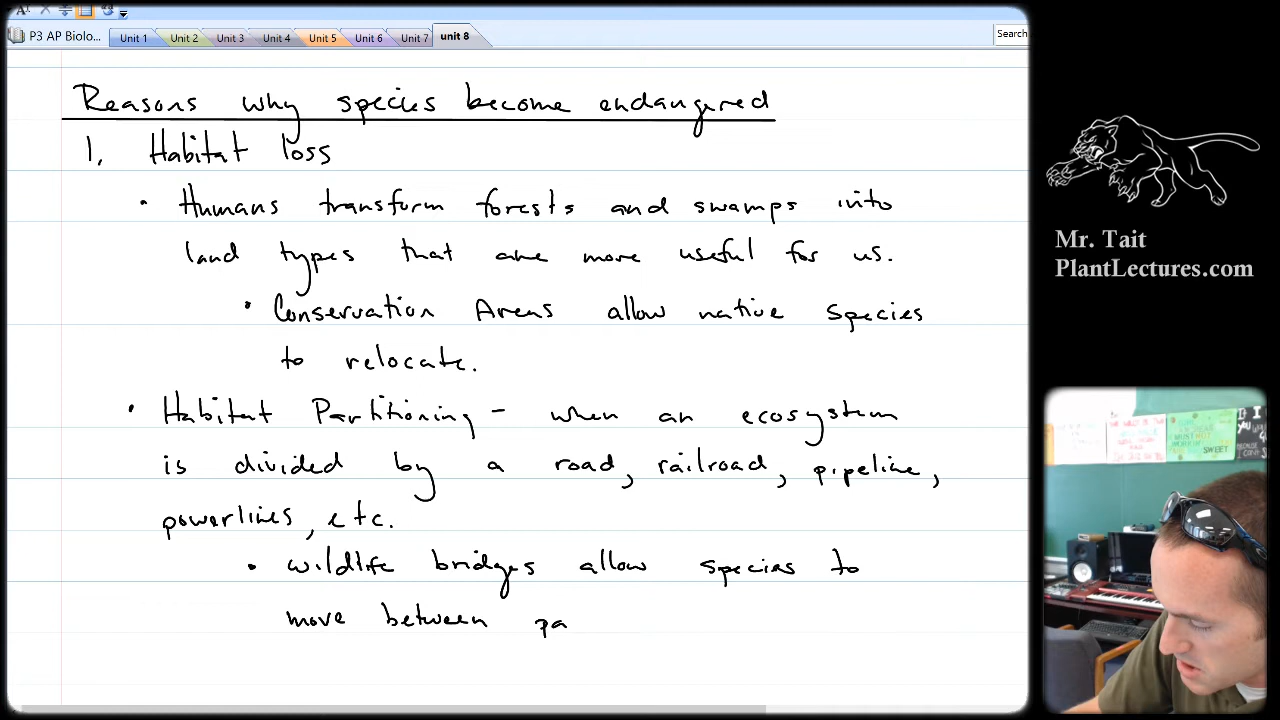 P3 AP Biolo... Unit 1 Unit 2 Unit 3 Unit 4 Unit 5 Unit 6 Unit 7 unit 8 Search
Reasons why species become endangered
1. Habitat loss
• Humans transform forests and swamps into
land types that are more useful for us.
• Conservation Areas allow native species
to relocate.
• Habitat Partitioning - when an ecosystem
is divided by a road, railroad, pipeline,
powerlines, etc.
• wildlife bridges allow species to
move between pa
Mr. Tait
PlantLectures.com
SWEET